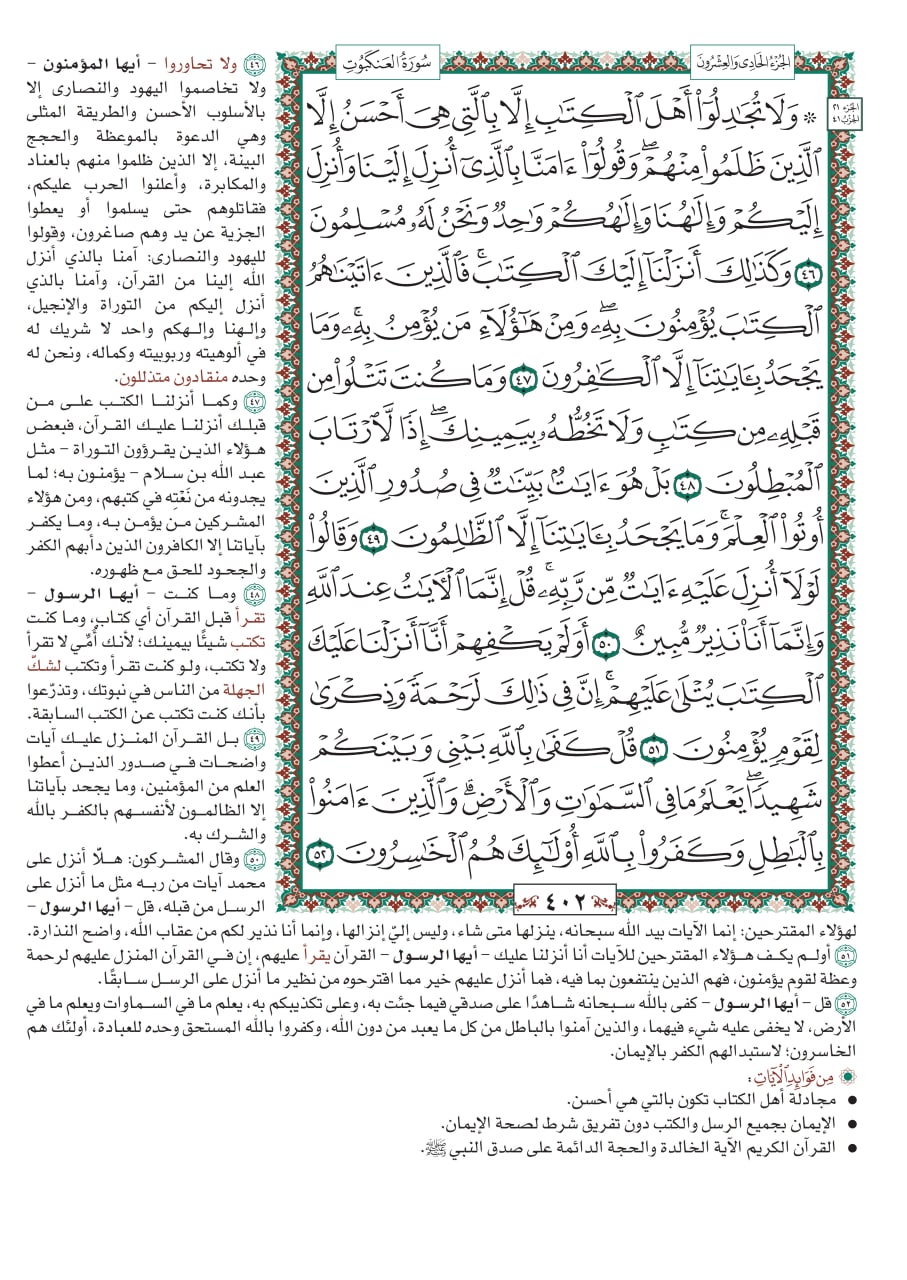 سُورَةُ العَنكَبُوتِ
الجُزْءُ الحَادِي وَالعِشْرُونَ
الجزء ٢١
الحزب ٤١
۞ وَلَا تُجَٰدِلُوٓاْ أَهْلَ ٱلْكِتَٰبِ إِلَّا بِٱلَّتِي هِيَ أَحْسَنُ إِلَّا
ٱلَّذِينَ ظَلَمُواْ مِنْهُمْۖ وَقُولُوٓاْ ءَامَنَّا بِٱلَّذِيٓ أُنزِلَ إِلَيْنَا وَأُنزِلَ
إِلَيْكُمْ وَإِلَٰهُنَا وَإِلَٰهُكُمْ وَٰحِدٌ وَنَحْنُ لَهُۥ مُسْلِمُونَ
٤٦ وَكَذَٰلِكَ أَنزَلْنَآ إِلَيْكَ ٱلْكِتَٰبَۚ فَٱلَّذِينَ ءَاتَيْنَٰهُمُ
ٱلْكِتَٰبَ يُؤْمِنُونَ بِهِۦۖ وَمِنْ هَٰٓؤُلَآءِ مَن يُؤْمِنُ بِهِۦۚ وَمَا
يَجْحَدُ بِـَٔايَٰتِنَآ إِلَّا ٱلْكَٰفِرُونَ ٤٧ وَمَا كُنتَ تَتْلُواْ مِن
قَبْلِهِۦ مِن كِتَٰبٍ وَلَا تَخُطُّهُۥ بِيَمِينِكَۖ إِذًا لَّٱرْتَابَ
ٱلْمُبْطِلُونَ ٤٨ بَلْ هُوَ ءَايَٰتٌۢ بَيِّنَٰتٌ فِي صُدُورِ ٱلَّذِينَ
أُوتُواْ ٱلْعِلْمَۚ وَمَا يَجْحَدُ بِـَٔايَٰتِنَآ إِلَّا ٱلظَّٰلِمُونَ ٤٩ وَقَالُواْ
لَوْلَآ أُنزِلَ عَلَيْهِ ءَايَٰتٌ مِّن رَّبِّهِۦۚ قُلْ إِنَّمَا ٱلْأٓيَٰتُ عِندَ ٱللَّهِ
وَإِنَّمَآ أَنَا۠ نَذِيرٌ مُّبِينٌ ٥٠ أَوَلَمْ يَكْفِهِمْ أَنَّآ أَنزَلْنَا عَلَيْكَ
ٱلْكِتَٰبَ يُتْلَىٰ عَلَيْهِمْۚ إِنَّ فِي ذَٰلِكَ لَرَحْمَةً وَذِكْرَىٰ
لِقَوْمٍ يُؤْمِنُونَ ٥١ قُلْ كَفَىٰ بِٱللَّهِ بَيْنِي وَبَيْنَكُمْ
شَهِيدًاۖ يَعْلَمُ مَا فِي ٱلسَّمَٰوَٰتِ وَٱلْأَرْضِۗ وَٱلَّذِينَ ءَامَنُواْ
بِٱلْبَٰطِلِ وَكَفَرُواْ بِٱللَّهِ أُوْلَٰٓئِكَ هُمُ ٱلْخَٰسِرُونَ ٥٢
٤٠٢
٤٦ ولا تحاوروا – أيها المؤمنون –
ولا تخاصموا اليهود والنصارى إلا
بالأسلوب الأحسن والطريقة المثلى
وهي الدعوة بالموعظة والحجج
البينة، إلا الذين ظلموا منهم بالعناد
والمكابرة، وأعلنوا الحرب عليكم،
فقاتلوهم حتى يسلموا أو يعطوا
الجزية عن يد وهم صاغرون، وقولوا
لليهود والنصارى: آمنا بالذي أنزل
الله إلينا من القرآن، وآمنا بالذي
أنزل إليكم من التوراة والإنجيل،
وإلـهنا وإلـهكم واحد لا شريك له
في ألوهيته وربوبيته وكماله، ونحن له
وحده منقادون متذللون.
٤٧ وكما أنزلنا الكتب على من
قبلك أنزلنا عليك القرآن، فبعض
هؤلاء الذين يقرؤون التوراة – مثل
عبد الله بن سلام – يؤمنون به؛ لما
يجدونه من نَعْتِه في كتبهم، ومن هؤلاء
المشركين من يؤمن به، وما يكفر
بآياتنا إلا الكافرون الذين دأبهم الكفر
والجحود للحق مع ظهوره.
٤٨ وما كنت – أيها الرسول –
تقرأ قبل القرآن أي كتاب، وما كنت
تكتب شيئًا بيمينك؛ لأنك أُمّي لا تقرأ
ولا تكتب، ولو كنت تقرأ وتكتب لشكّ
الجهلة من الناس في نبوتك، وتذرّعوا
بأنك كنت تكتب عن الكتب السابقة.
٤٩ بل القرآن المنزل عليك آيات
واضحات في صدور الذين أعطوا
العلم من المؤمنين، وما يجحد بآياتنا
إلا الظالمون لأنفسهم بالكفر بالله
والشرك به.
٥٠ وقال المشركون: هلّا أنزل على
محمد آيات من ربه مثل ما أنزل على
الرسل من قبله، قل – أيها الرسول –
لهؤلاء المقترحين: إنما الآيات بيد الله سبحانه، ينزلها متى شاء، وليس إليّ إنزالها، وإنما أنا نذير لكم من عقاب الله، واضح النذارة.
٥١ أولم يكف هؤلاء المقترحين للآيات أنا أنزلنا عليك – أيها الرسول – القرآن يقرأ عليهم، إن في القرآن المنزل عليهم لرحمة
وعظة لقوم يؤمنون، فهم الذين ينتفعون بما فيه، فما أنزل عليهم خير مما اقترحوه من نظير ما أنزل على الرسل سابقًا.
٥٢ قل – أيها الرسول – كفى بالله سبحانه شاهدًا على صدقي فيما جئت به، وعلى تكذيبكم به، يعلم ما في السماوات ويعلم ما في
الأرض، لا يخفى عليه شيء فيهما، والذين آمنوا بالباطل من كل ما يعبد من دون الله، وكفروا بالله المستحق وحده للعبادة، أولئك هم
الخاسرون؛ لاستبدالهم الكفر بالإيمان.
مِن فَوَائِدِ الْآيَاتِ:
● مجادلة أهل الكتاب تكون بالتي هي أحسن.
● الإيمان بجميع الرسل والكتب دون تفريق شرط لصحة الإيمان.
● القرآن الكريم الآية الخالدة والحجة الدائمة على صدق النبي ﷺ.